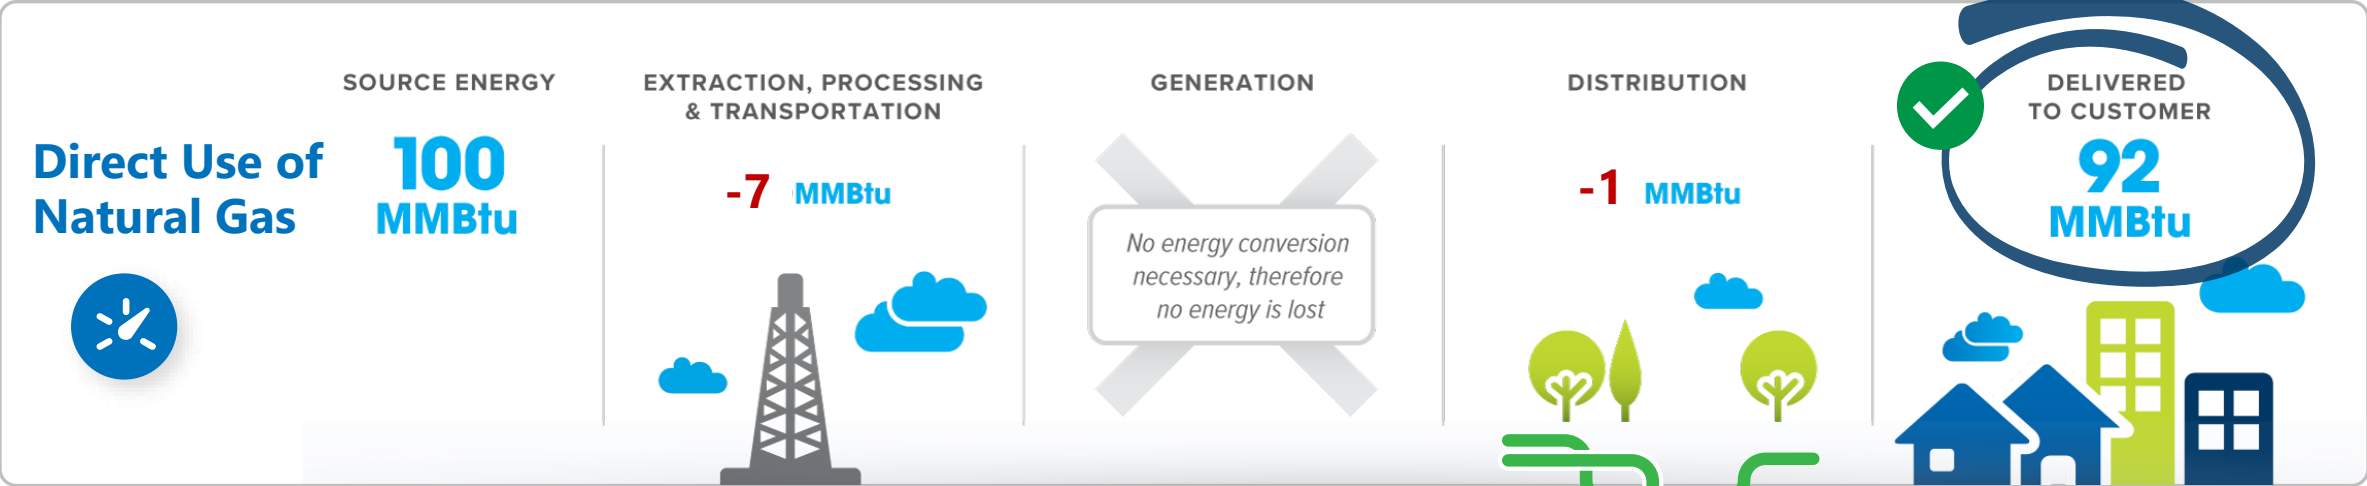 SOURCE ENERGY
EXTRACTION, PROCESSING
& TRANSPORTATION
GENERATION
DISTRIBUTION
DELIVERED
TO CUSTOMER
Direct Use of
Natural Gas
100
MMBtu
-7 MMBtu
No energy conversion
necessary, therefore
no energy is lost
-1 MMBtu
92
MMBtu